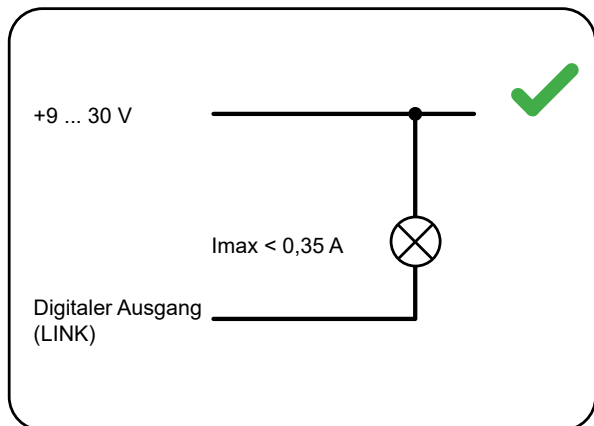 +9 ... 30 V
Imax < 0,35 A
Digitaler Ausgang
(LINK)